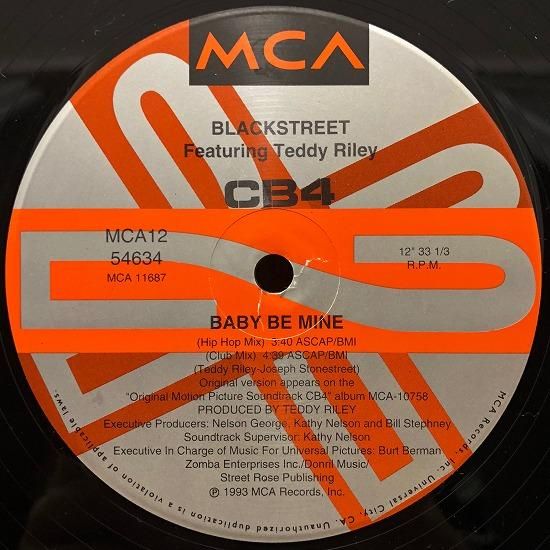 MCA
BLACKSTREET
Featuring Teddy Riley
CB4
MCA12
54634
MCA 11687
12" 33 1/3
R.P.M.
BABY BE MINE
(Hip Hop Mix) 3:40 ASCAP/BMI
(Club Mix) 4:39 ASCAP/BMI
(Teddy Riley-Joseph Stonestreet)
Original version appears on the
"Original Motion Picture Soundtrack CB4" album MCA-10758
PRODUCED BY TEDDY RILEY
Executive Producers: Nelson George, Kathy Nelson and Bill Stephney
Soundtrack Supervisor: Kathy Nelson
Executive In Charge of Music For Universal Pictures: Burt Berman
Zomba Enterprises Inc./Donril Music/
Street Rose Publishing
℗ 1993 MCA Records, Inc.
MCA Records, Inc. Universal City, CA. Unauthorized duplication is a violation of applicable laws.